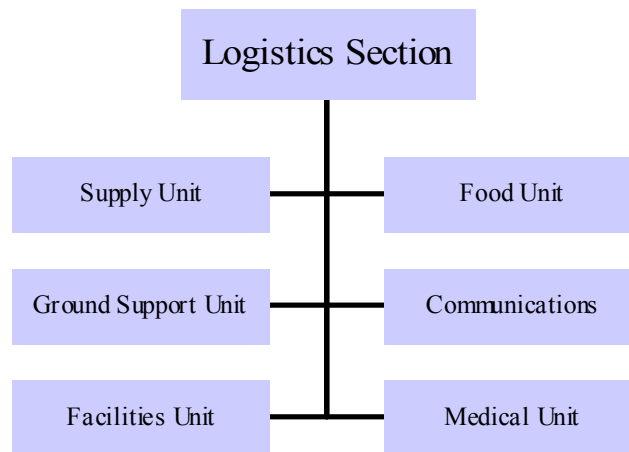 Logistics Section
Supply Unit
Food Unit
Ground Support Unit
Communications
Facilities Unit
Medical Unit